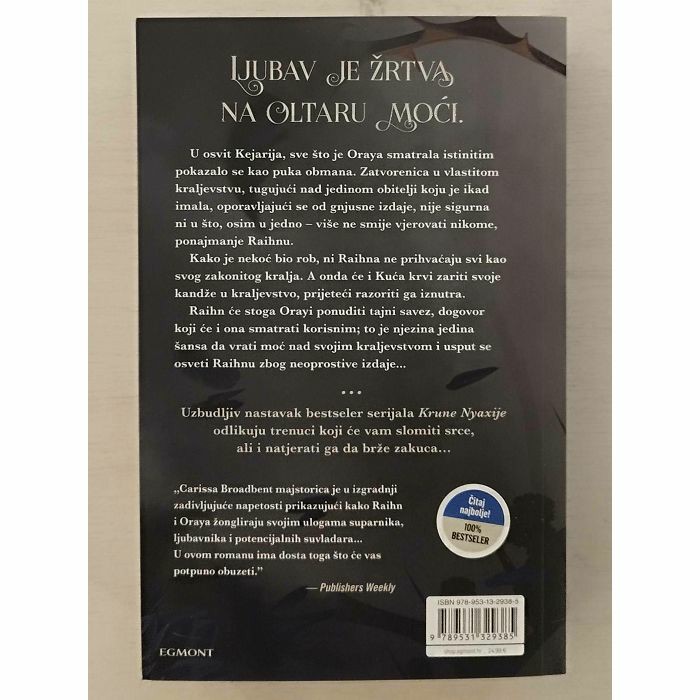 LJUBAV JE ŽRTVA
NA OLTARU MOĆI.
U osvit Kejarija, sve što je Oraya smatrala istinitim
pokazalo se kao puka obmana. Zatvorenica u vlastitom
kraljevstvu, tugujući nad jedinom obitelji koju je ikad
imala, oporavljajući se od gnjusne izdaje, nije sigurna
ni u što, osim u jedno – više ne smije vjerovati nikome,
ponajmanje Raihnu.
Kako je nekoć bio rob, ni Raihna ne prihvaćaju svi kao
svog zakonitog kralja. A onda će i Kuća krvi zariti svoje
kandže u kraljevstvo, prijeteći razoriti ga iznutra.
Raihn će stoga Orayi ponuditi tajni savez, dogovor
koji će i ona smatrati korisnim; to je njezina jedina
šansa da vrati moć nad svojim kraljevstvom i usput se
osveti Raihnu zbog neoprostive izdaje...
...
Uzbudljiv nastavak bestseler serijala Krune Nyaxije
odlikuju trenuci koji će vam slomiti srce,
ali i natjerati ga da brže zakuca...
„Carissa Broadbent majstorica je u izgradnji
zadivljujuće napetosti prikazujući kako Raihn
i Oraya žongliraju svojim ulogama suparnika,
ljubavnika i potencijalnih suvladara...
U ovom romanu ima dosta toga što će vas
potpuno obuzeti.”
— Publishers Weekly
Čitaj
najbolje!
100%
BESTSELER
ISBN 978-953-13-2938-5
9 789531 329385
shop.egmont.hr 24,99 €
EGMONT